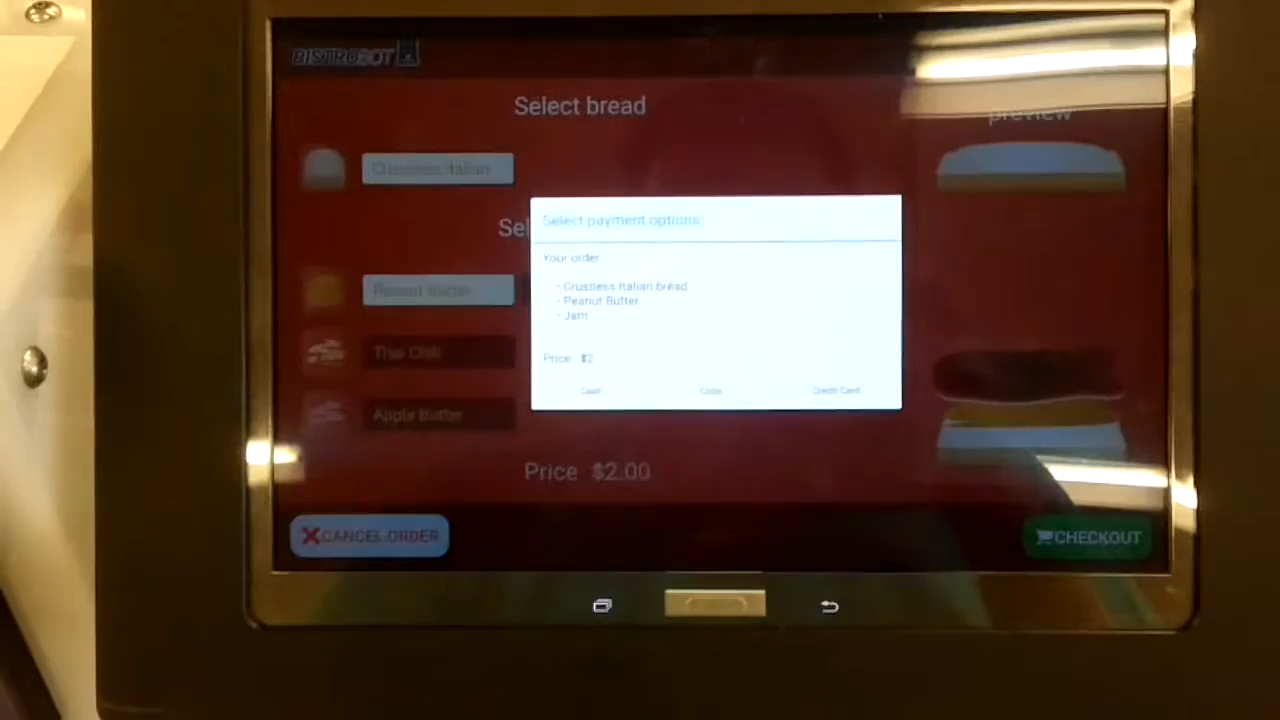 BISTROBOT
Select bread
preview
Crustless Italian
Sel
Peanut Butter
Thai Chili
Apple Butter
Select payment options:
Your order
- Crustless Italian bread
- Peanut Butter
- Jam
Price: $2
Cash
Code
Credit Card
Price $2.00
CANCEL ORDER
CHECKOUT